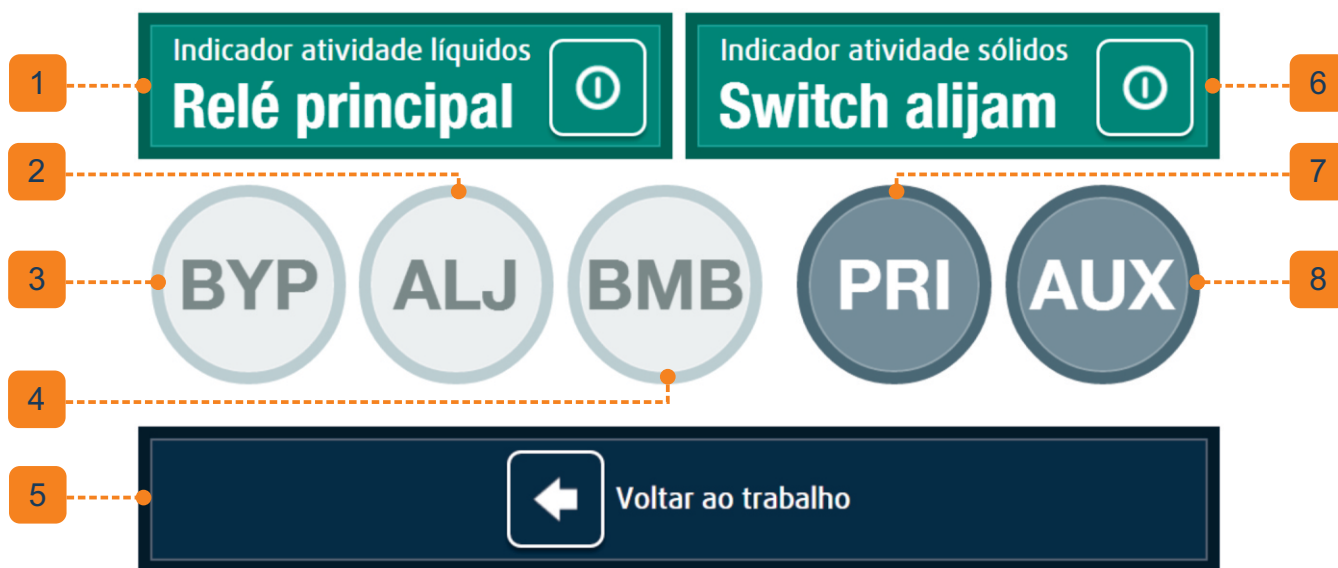 Indicador atividade líquidos
Relé principal
Indicador atividade sólidos
Switch alijam
1
6
2
7
BYP
ALJ
BMB
PRI
AUX
3
8
4
5
Voltar ao trabalho